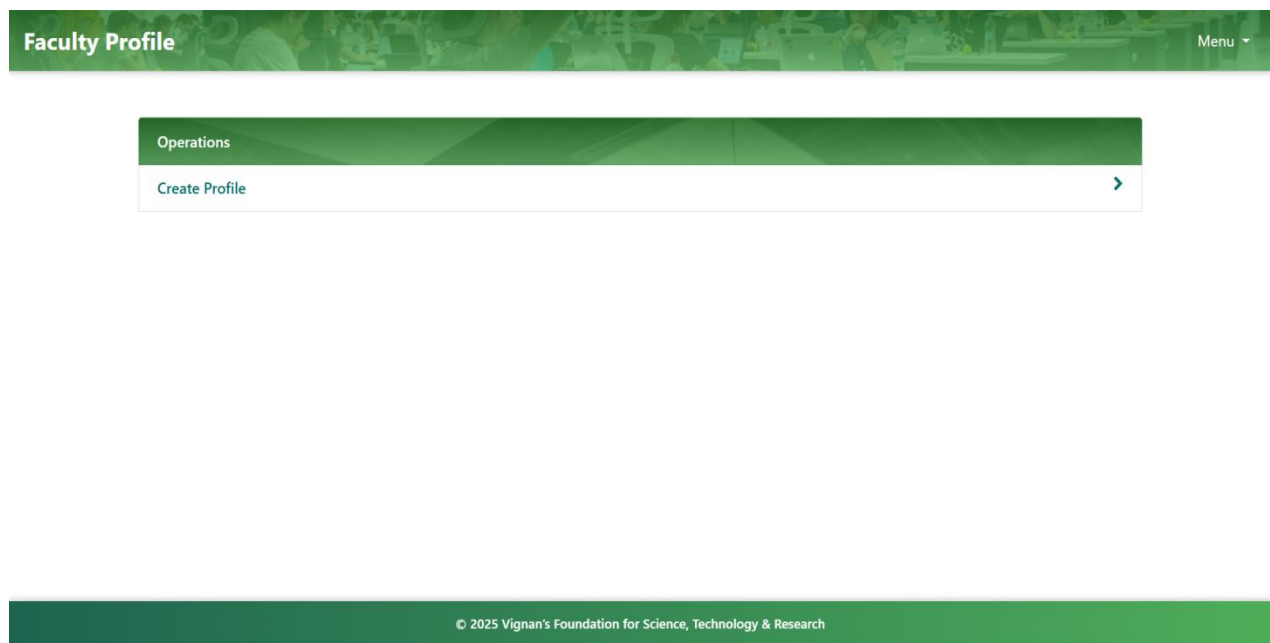 Faculty Profile
Menu
Operations
Create Profile
© 2025 Vignan's Foundation for Science, Technology & Research